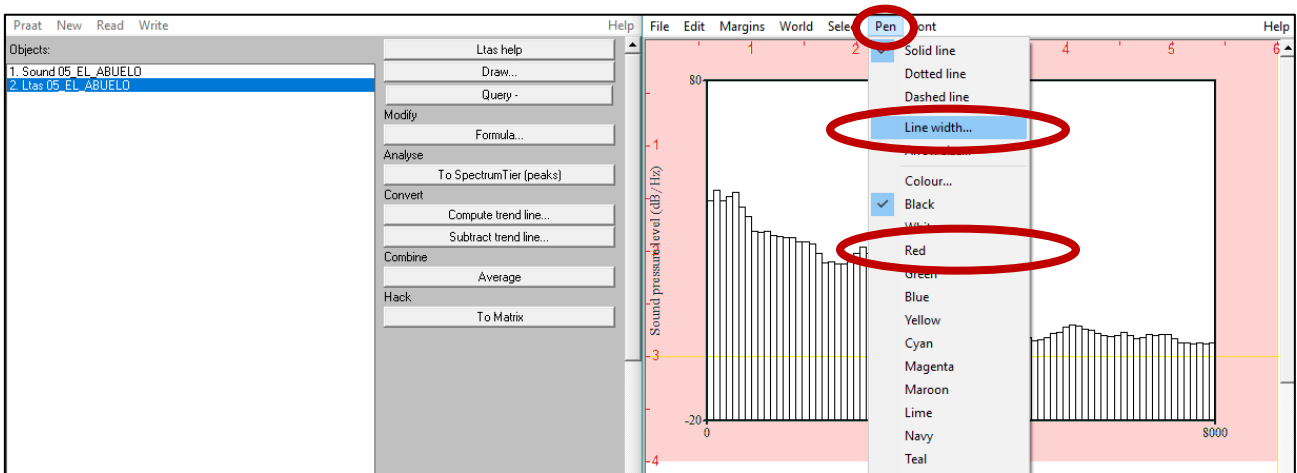 Praat New Read Write Help
Objects:
1. Sound 05_EL_ABUELO
2. Ltas 05_EL_ABUELO
Ltas help
Draw...
Query -
Modify
Formula...
Analyse
To SpectrumTier (peaks)
Convert
Compute trend line...
Subtract trend line...
Combine
Average
Hack
To Matrix
File Edit Margins World Pen Help
1 2 4 5 6
1
3
4
80
-20
0
8000
Sound pressure level (dB/Hz)
Solid line
Dotted line
Dashed line
Line width...
Colour...
Black
White
Red
Green
Blue
Yellow
Cyan
Magenta
Maroon
Lime
Navy
Teal